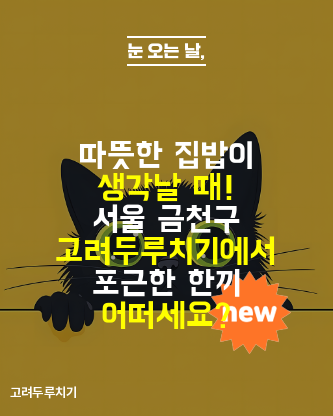 눈 오는 날,
따뜻한 집밥이
생각날 때!
서울 금천구
고려두루치기에서
포근한 한끼
어떠세요?
new
고려두루치기